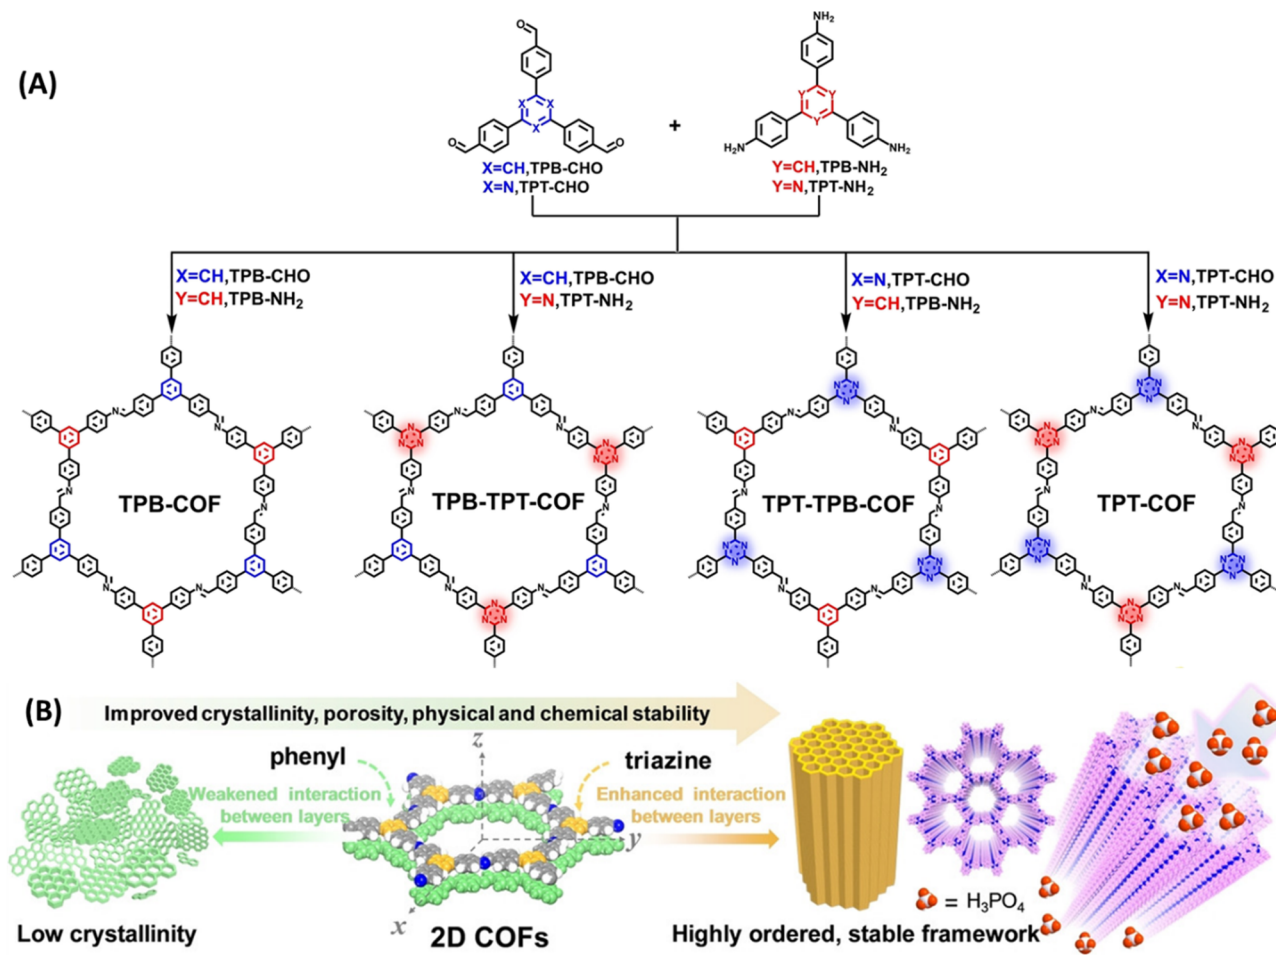 (A)
NH₂
H₂N
NH₂
O
O
O
X
X
X
Y
Y
Y
+
X=CH,TPB-CHO
X=N,TPT-CHO
Y=CH,TPB-NH₂
Y=N,TPT-NH₂
X=CH,TPB-CHO
Y=CH,TPB-NH₂
X=CH,TPB-CHO
Y=N,TPT-NH₂
X=N,TPT-CHO
Y=CH,TPB-NH₂
X=N,TPT-CHO
Y=N,TPT-NH₂
TPB-COF
TPB-TPT-COF
TPT-TPB-COF
TPT-COF
(B)
Improved crystallinity, porosity, physical and chemical stability
phenyl
z
triazine
Weakened interaction
between layers
Enhanced interaction
between layers
y
x
= H₃PO₄
Low crystallinity
2D COFs
Highly ordered, stable framework